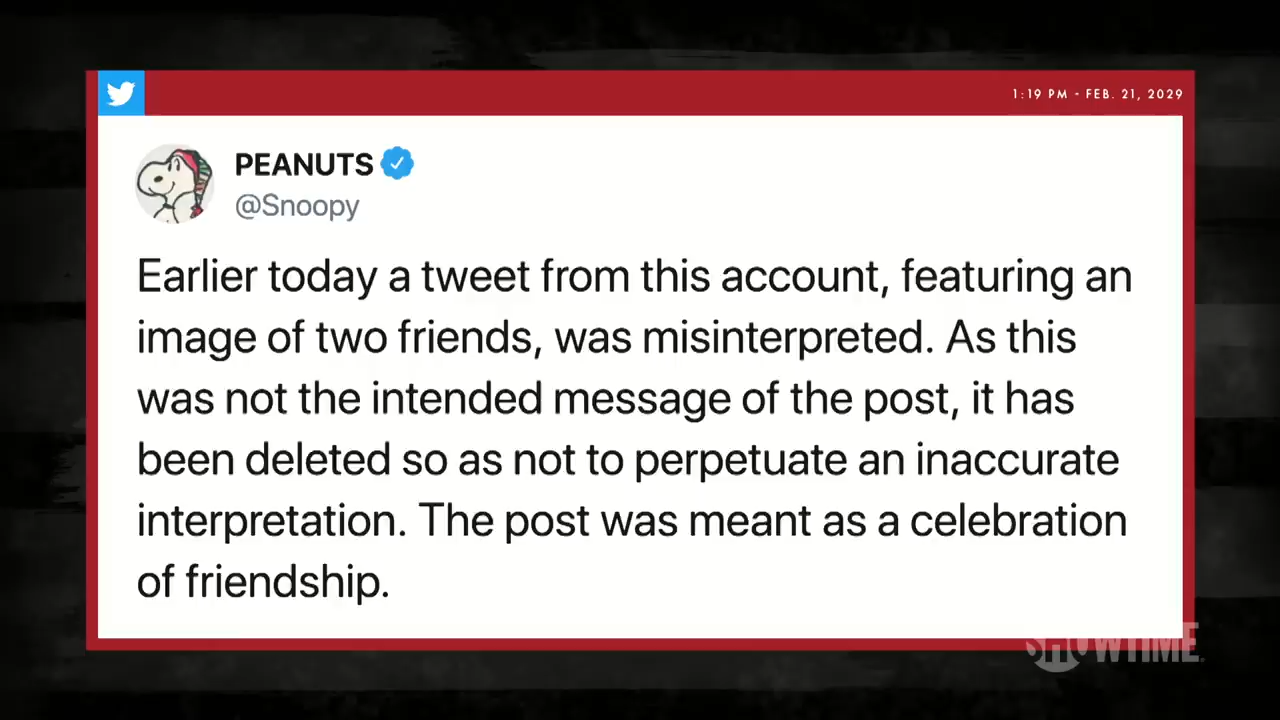 1:19 PM - FEB. 21, 2029
PEANUTS
@Snoopy
Earlier today a tweet from this account, featuring an
image of two friends, was misinterpreted. As this
was not the intended message of the post, it has
been deleted so as not to perpetuate an inaccurate
interpretation. The post was meant as a celebration
of friendship.
SHOWTIME